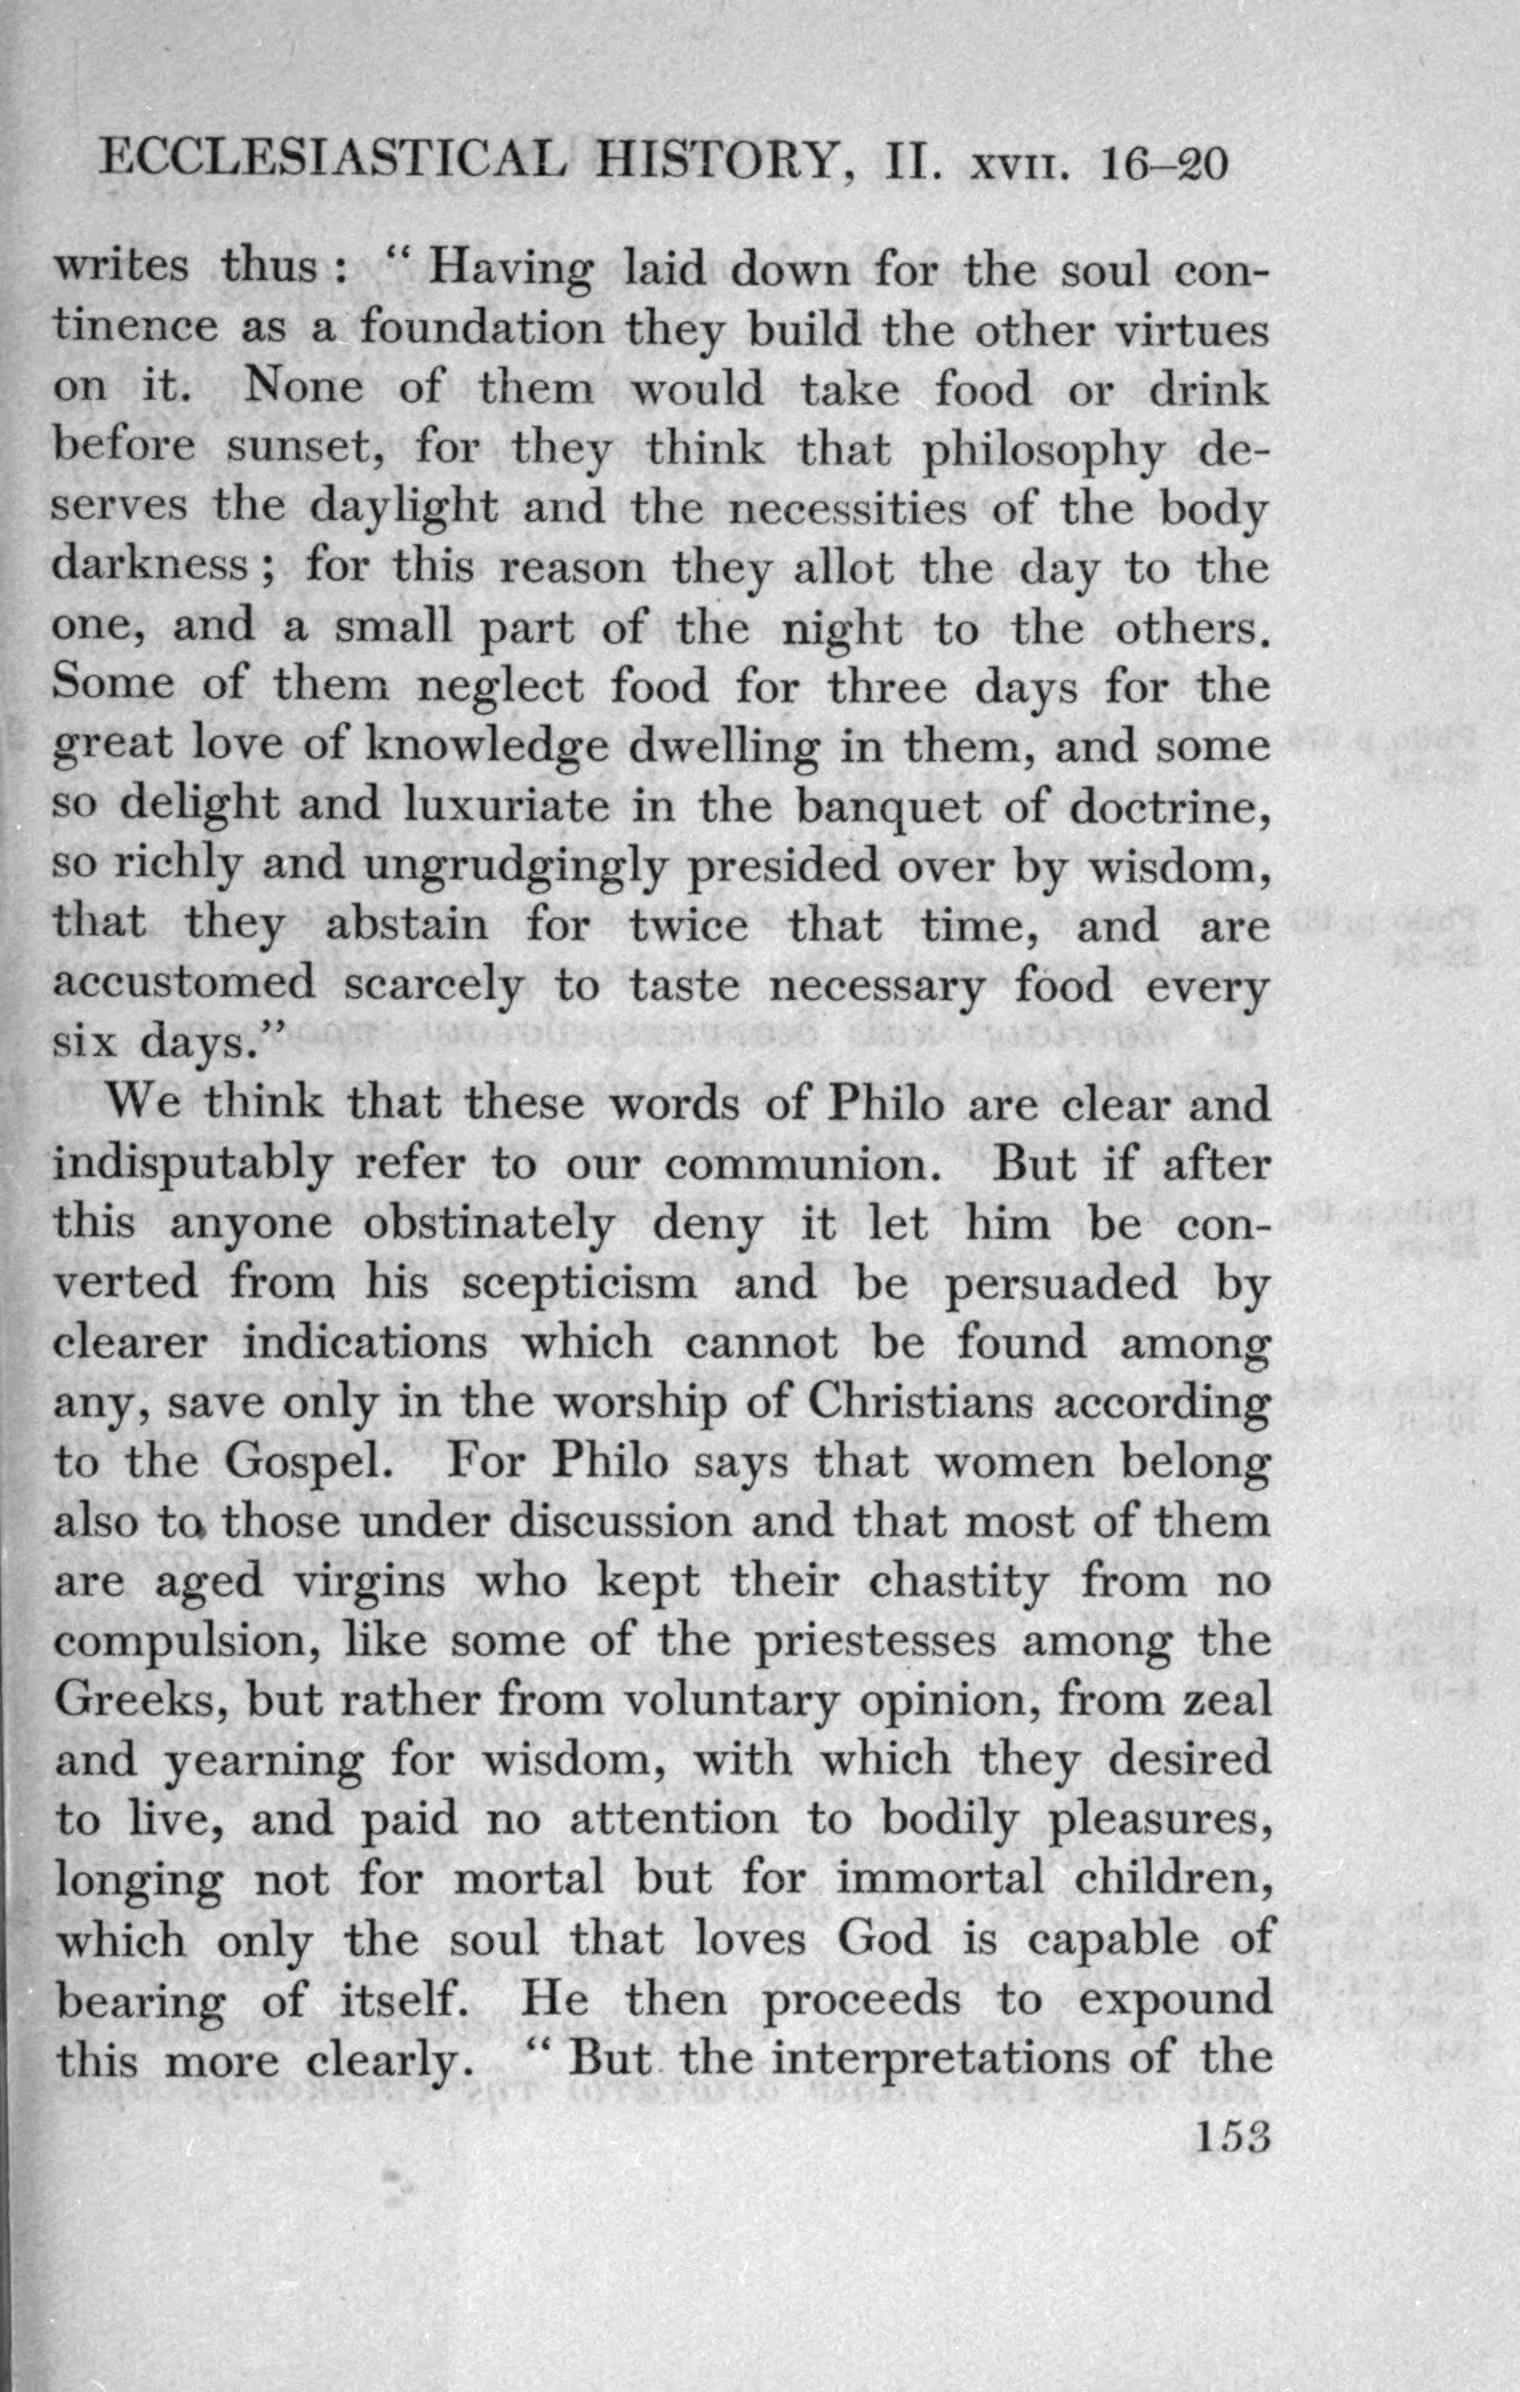 ECCLESIASTICAL HISTORY, II. XVII. 16–20
writes thus : “ Having laid down for the soul con-
tinence as a foundation they build the other virtues
on it. None of them would take food or drink
before sunset, for they think that philosophy de-
serves the daylight and the necessities of the body
darkness ; for this reason they allot the day to the
one, and a small part of the night to the others.
Some of them neglect food for three days for the
great love of knowledge dwelling in them, and some
so delight and luxuriate in the banquet of doctrine,
so richly and ungrudgingly presided over by wisdom,
that they abstain for twice that time, and are
accustomed scarcely to taste necessary food every
six days.”
We think that these words of Philo are clear and
indisputably refer to our communion. But if after
this anyone obstinately deny it let him be con-
verted from his scepticism and be persuaded by
clearer indications which cannot be found among
any, save only in the worship of Christians according
to the Gospel. For Philo says that women belong
also to those under discussion and that most of them
are aged virgins who kept their chastity from no
compulsion, like some of the priestesses among the
Greeks, but rather from voluntary opinion, from zeal
and yearning for wisdom, with which they desired
to live, and paid no attention to bodily pleasures,
longing not for mortal but for immortal children,
which only the soul that loves God is capable of
bearing of itself. He then proceeds to expound
this more clearly. “ But the interpretations of the
153